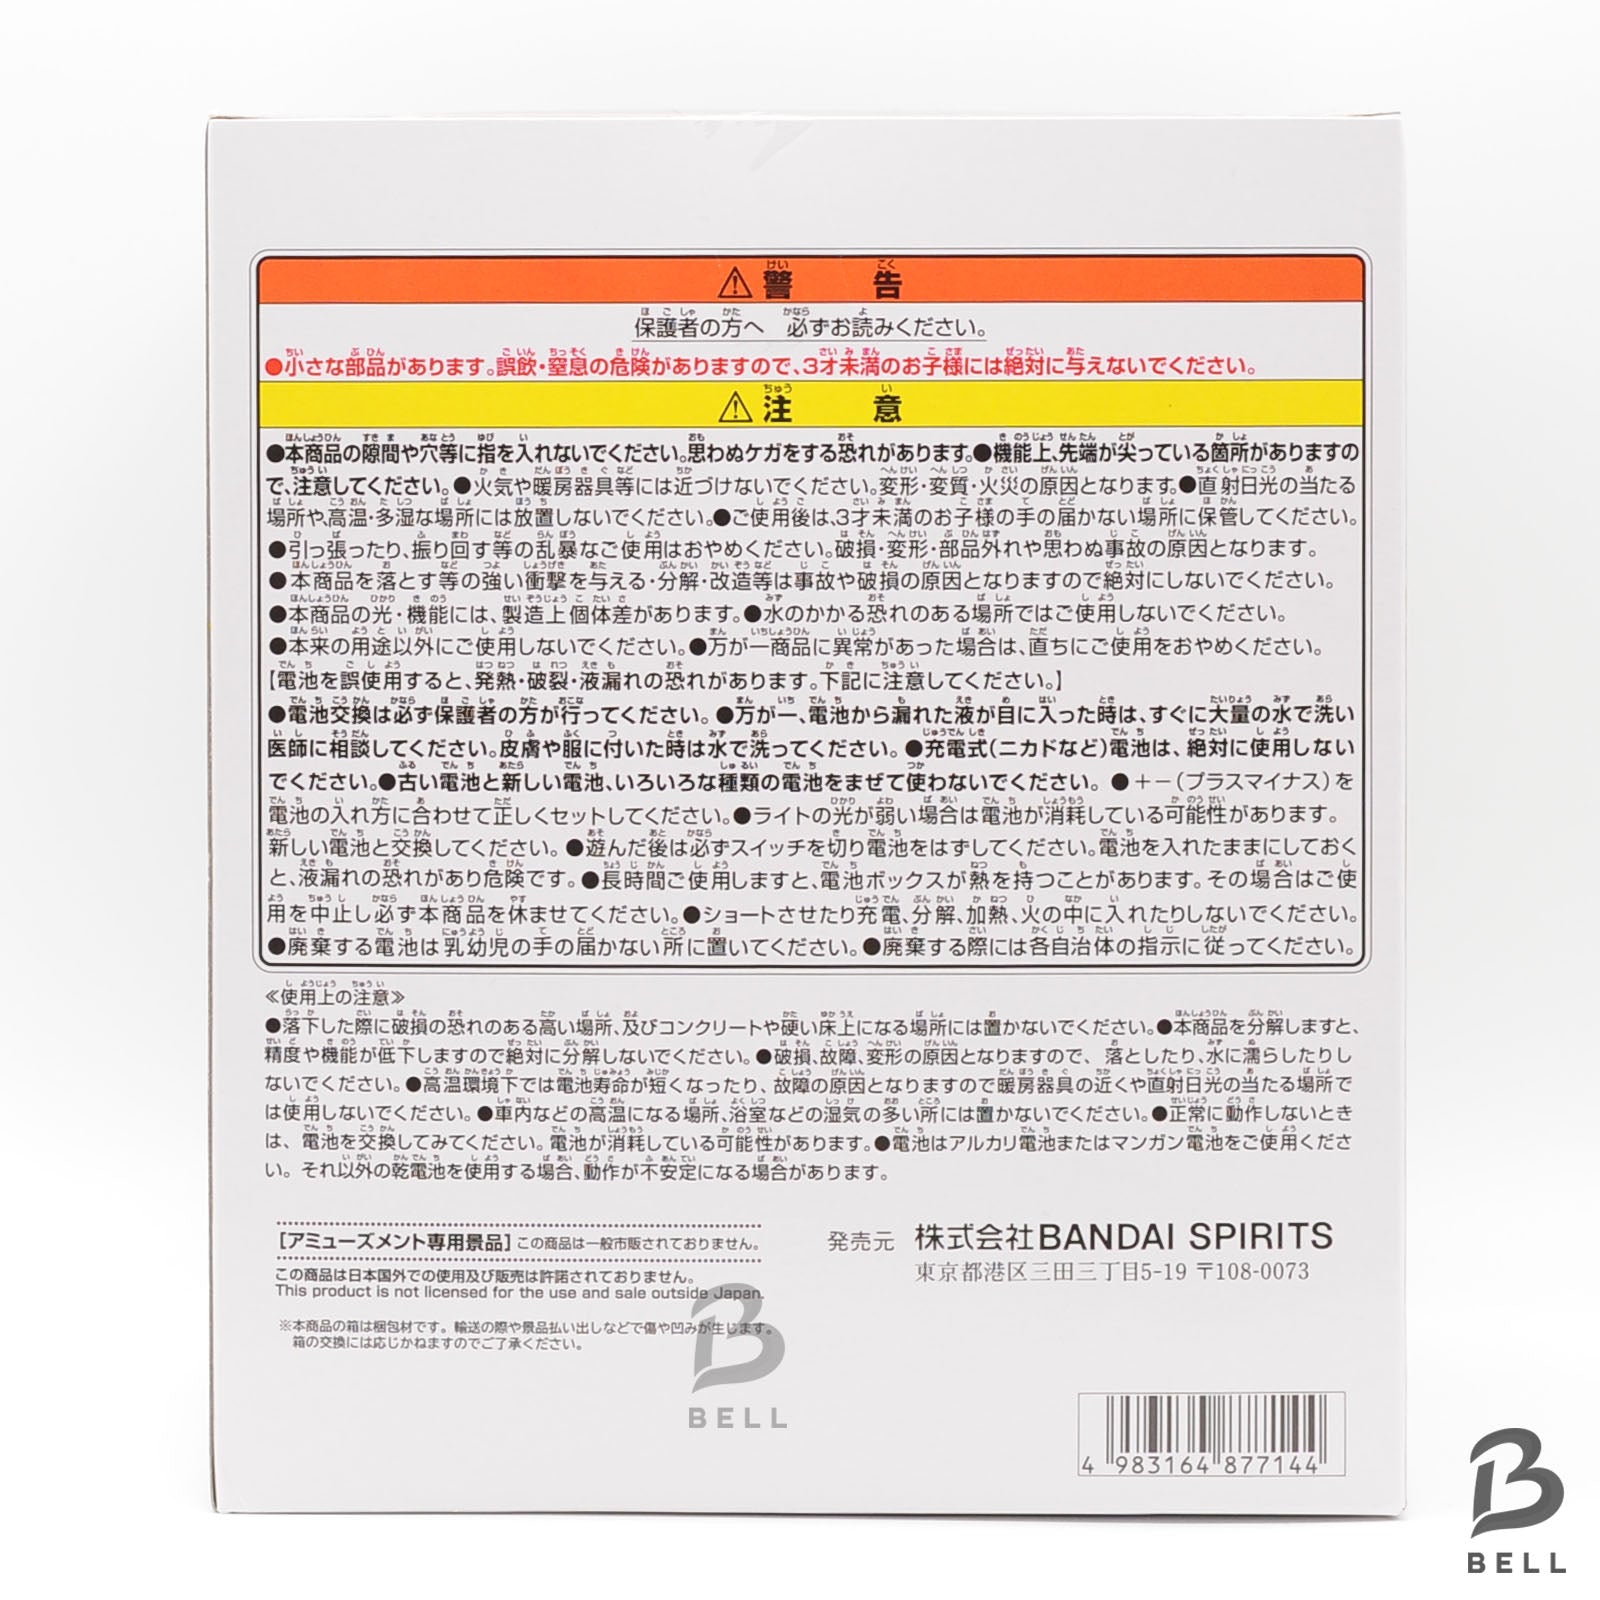 ⚠警告
保護者の方へ 必ずお読みください。
●小さな部品があります。誤飲・窒息の危険がありますので、3才未満のお子様には絶対に与えないでください。
⚠注意
●本商品の隙間や穴等に指を入れないでください。思わぬケガをする恐れがあります。●機能上、先端が尖っている箇所がありますの
で、注意してください。●火気や暖房器具等には近づけないでください。変形・変質・火災の原因となります。●直射日光の当たる
場所や、高温・多湿な場所には放置しないでください。●ご使用後は、3才未満のお子様の手の届かない場所に保管してください。
●引っ張ったり、振り回す等の乱暴なご使用はおやめください。破損・変形・部品外れや思わぬ事故の原因となります。
●本商品を落とす等の強い衝撃を与える・分解・改造等は事故や破損の原因となりますので絶対にしないでください。
●本商品の光・機能には、製造上個体差があります。●水のかかる恐れのある場所ではご使用しないでください。
●本来の用途以外にご使用しないでください。●万が一商品に異常があった場合は、直ちにご使用をおやめください。
【電池を誤使用すると、発熱・破裂・液漏れの恐れがあります。下記に注意してください。】
●電池交換は必ず保護者の方が行ってください。●万が一、電池から漏れた液が目に入った時は、すぐに大量の水で洗い
医師に相談してください。皮膚や服に付いた時は水で洗ってください。●充電式(ニカドなど)電池は、絶対に使用しない
でください。●古い電池と新しい電池、いろいろな種類の電池をまぜて使わないでください。●＋－(プラスマイナス)を
電池の入れ方に合わせて正しくセットしてください。●ライトの光が弱い場合は電池が消耗している可能性があります。
新しい電池と交換してください。●遊んだ後は必ずスイッチを切り電池をはずしてください。電池を入れたままにしておく
と、液漏れの恐れがあり危険です。●長時間ご使用しますと、電池ボックスが熱を持つことがあります。その場合はご使
用を中止し必ず本商品を休ませてください。●ショートさせたり充電、分解、加熱、火の中に入れたりしないでください。
●廃棄する電池は乳幼児の手の届かない所に置いてください。●廃棄する際には各自治体の指示に従ってください。
≪使用上の注意≫
●落下した際に破損の恐れのある高い場所、及びコンクリートや硬い床上になる場所には置かないでください。●本商品を分解しますと、
精度や機能が低下しますので絶対に分解しないでください。●破損、故障、変形の原因となりますので、落としたり、水に濡らしたりし
ないでください。●高温環境下では電池寿命が短くなったり、故障の原因となりますので暖房器具の近くや直射日光の当たる場所で
は使用しないでください。●車内などの高温になる場所、浴室などの湿気の多い所には置かないでください。●正常に動作しないとき
は、電池を交換してみてください。電池が消耗している可能性があります。●電池はアルカリ電池またはマンガン電池をご使用くださ
い。それ以外の乾電池を使用する場合、動作が不安定になる場合があります。
[アミューズメント専用景品]この商品は一般市販されておりません。
この商品は日本国外での使用及び販売は許諾されておりません。
This product is not licensed for the use and sale outside Japan.
※本商品の箱は梱包材です。輸送の際や景品払い出しなどで傷や凹みが生じます。
箱の交換には応じかねますのでご了承ください。
発売元 株式会社BANDAI SPIRITS
東京都港区三田三丁目5-19 〒108-0073
4 983164 877144
BELL
BELL